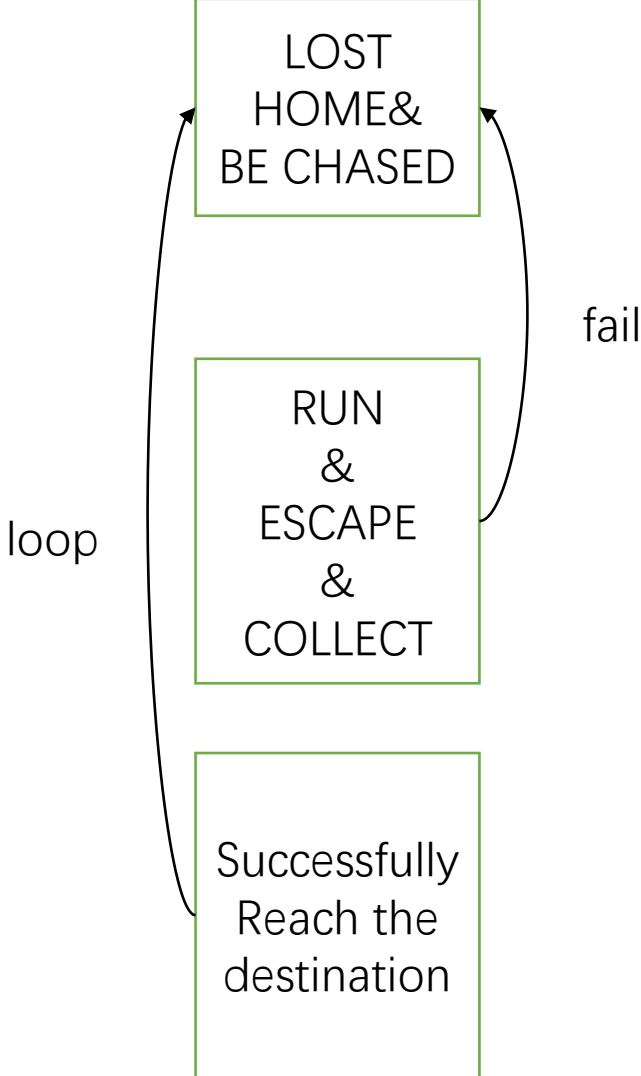 LOST
HOME&
BE CHASED
fail
RUN
&
ESCAPE
&
COLLECT
loop
Successfully
Reach the
destination